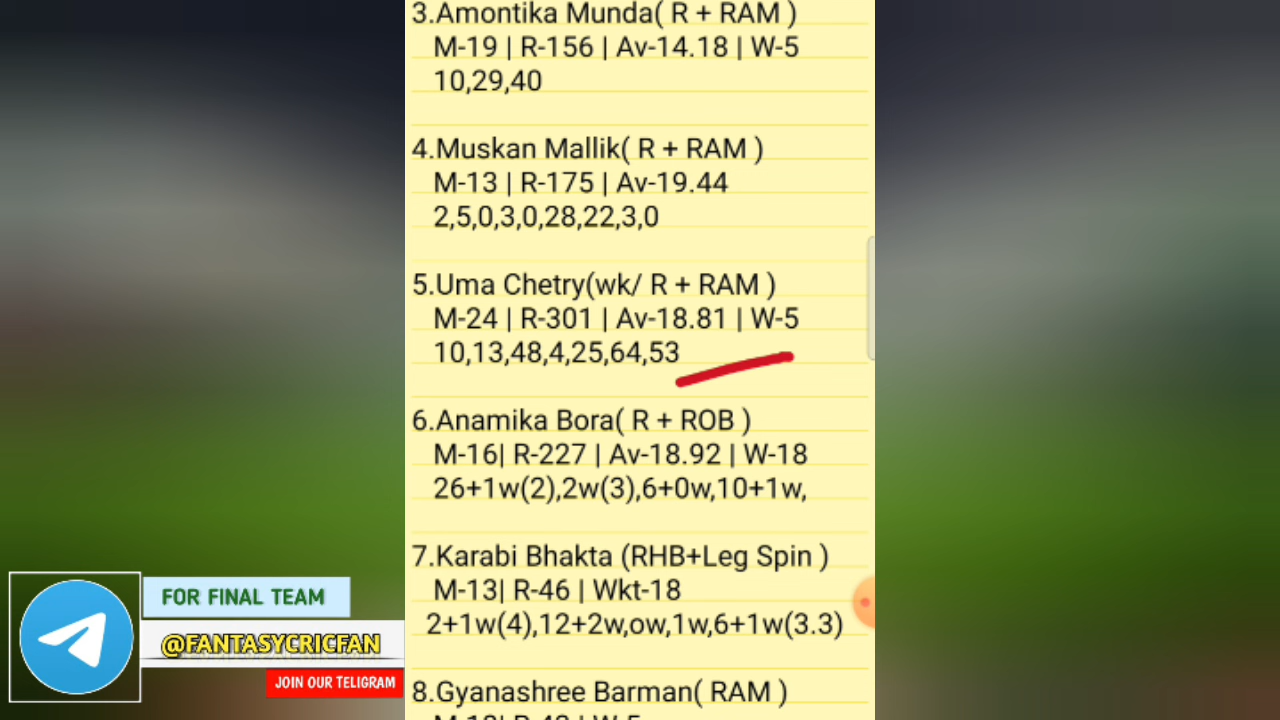 3.Amontika Munda( R + RAM )
M-19 | R-156 | Av-14.18 | W-5
10,29,40
4.Muskan Mallik( R + RAM )
M-13 | R-175 | Av-19.44
2,5,0,3,0,28,22,3,0
5.Uma Chetry(wk/ R + RAM )
M-24 | R-301 | Av-18.81 | W-5
10,13,48,4,25,64,53
6.Anamika Bora( R + ROB )
M-16| R-227 | Av-18.92 | W-18
26+1w(2),2w(3),6+0w,10+1w,
7.Karabi Bhakta (RHB+Leg Spin )
M-13| R-46 | Wkt-18
2+1w(4),12+2w,ow,1w,6+1w(3.3)
8.Gyanashree Barman( RAM )
FOR FINAL TEAM
@FANTASYCRICFAN
JOIN OUR TELIGRAM